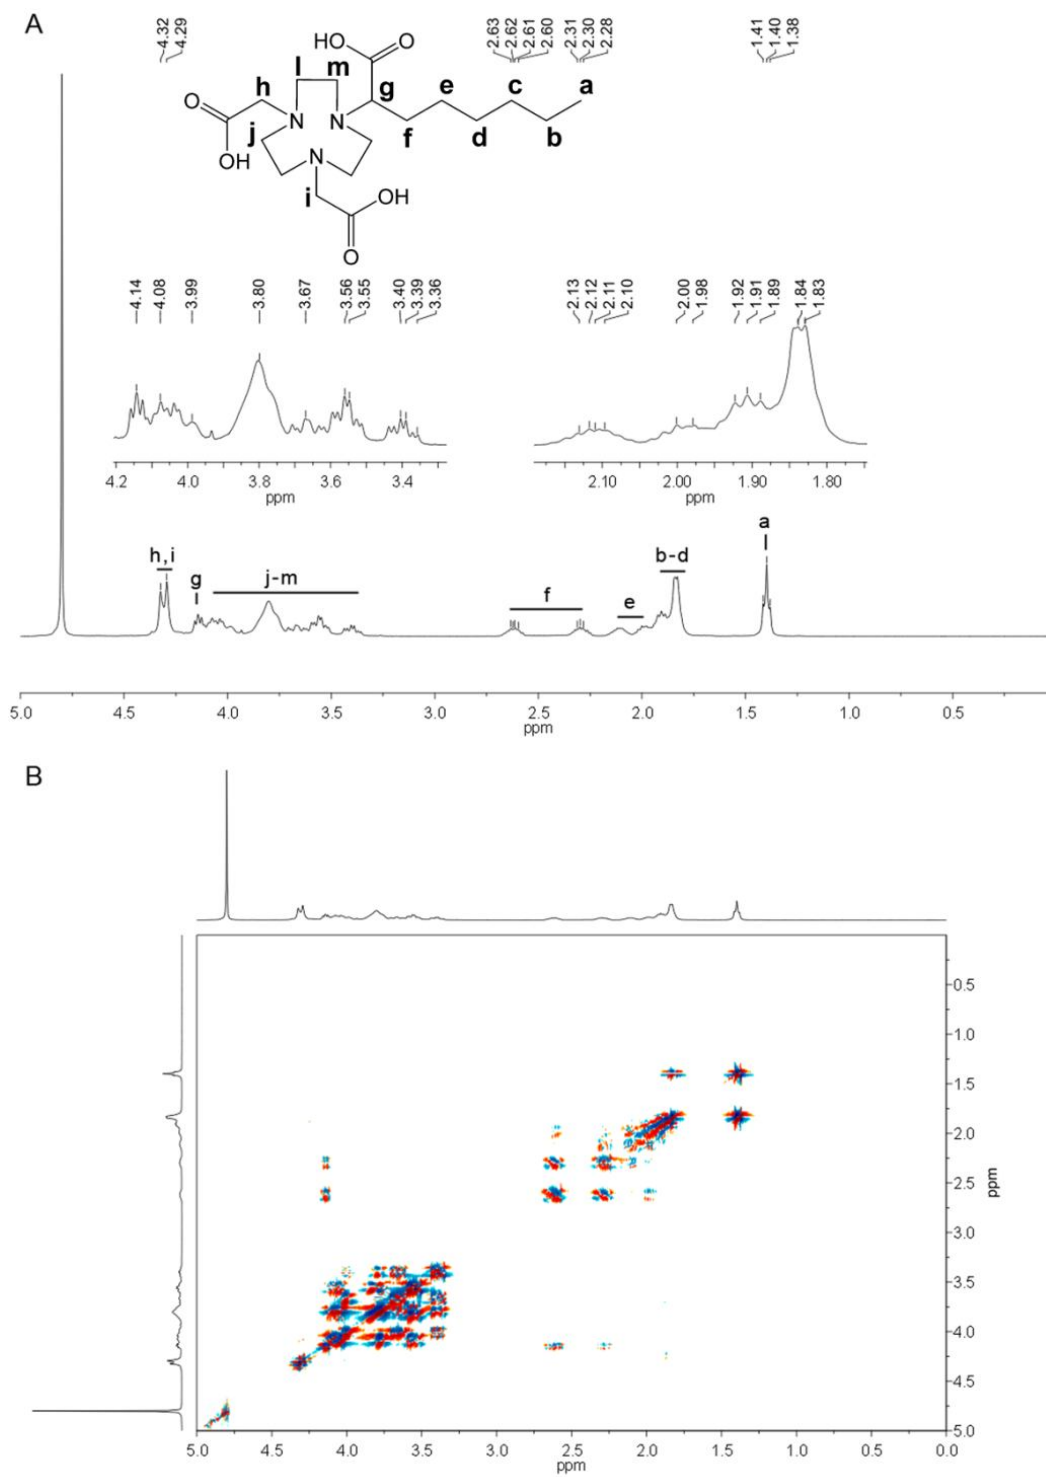 A
4.32
4.29
2.63
2.62
2.61
2.60
2.31
2.30
2.28
1.41
1.40
1.38
HO
O
l
m
h
g
e
c
a
O
N
N
j
f
d
b
OH
N
i
OH
O
4.14
4.08
3.99
3.80
3.67
3.56
3.55
3.40
3.39
3.36
2.13
2.12
2.11
2.10
2.00
1.98
1.92
1.91
1.89
1.84
1.83
4.2 4.0 3.8 3.6 3.4
ppm
2.10 2.00 1.90 1.80
ppm
a
h,i
b-d
g
j-m
f
e
5.0 4.5 4.0 3.5 3.0 2.5 2.0 1.5 1.0 0.5
ppm
B
0.5
1.0
1.5
2.0
2.5
3.0
3.5
4.0
4.5
5.0
ppm
5.0 4.5 4.0 3.5 3.0 2.5 2.0 1.5 1.0 0.5 0.0
ppm